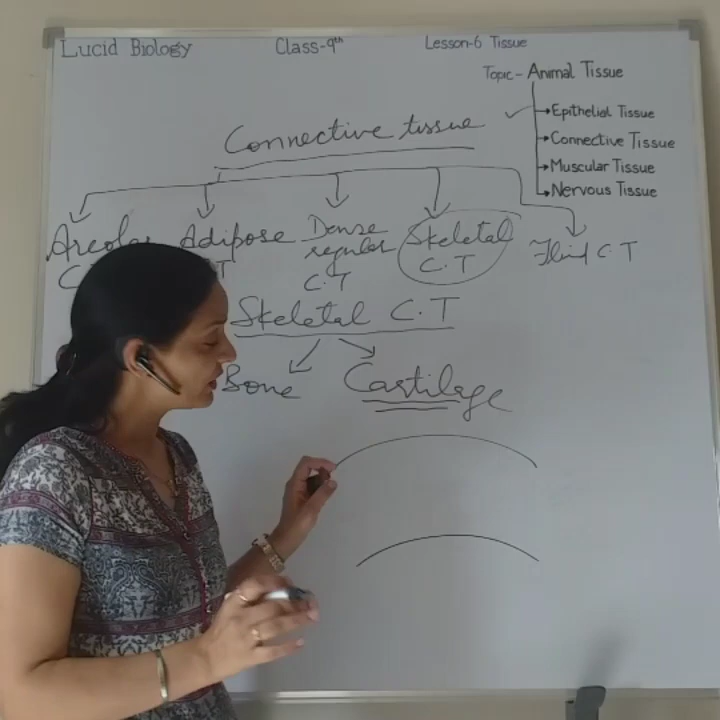 Lucid Biology Class-9th Lesson-6 Tissue
Topic- Animal Tissue
Epithelial Tissue
Connective Tissue
Muscular Tissue
Nervous Tissue
Connective tissue
Areolar Adipose Dense regular C.T Skeletal C.T Fluid C.T
Skeletal C.T
Bone Cartilage